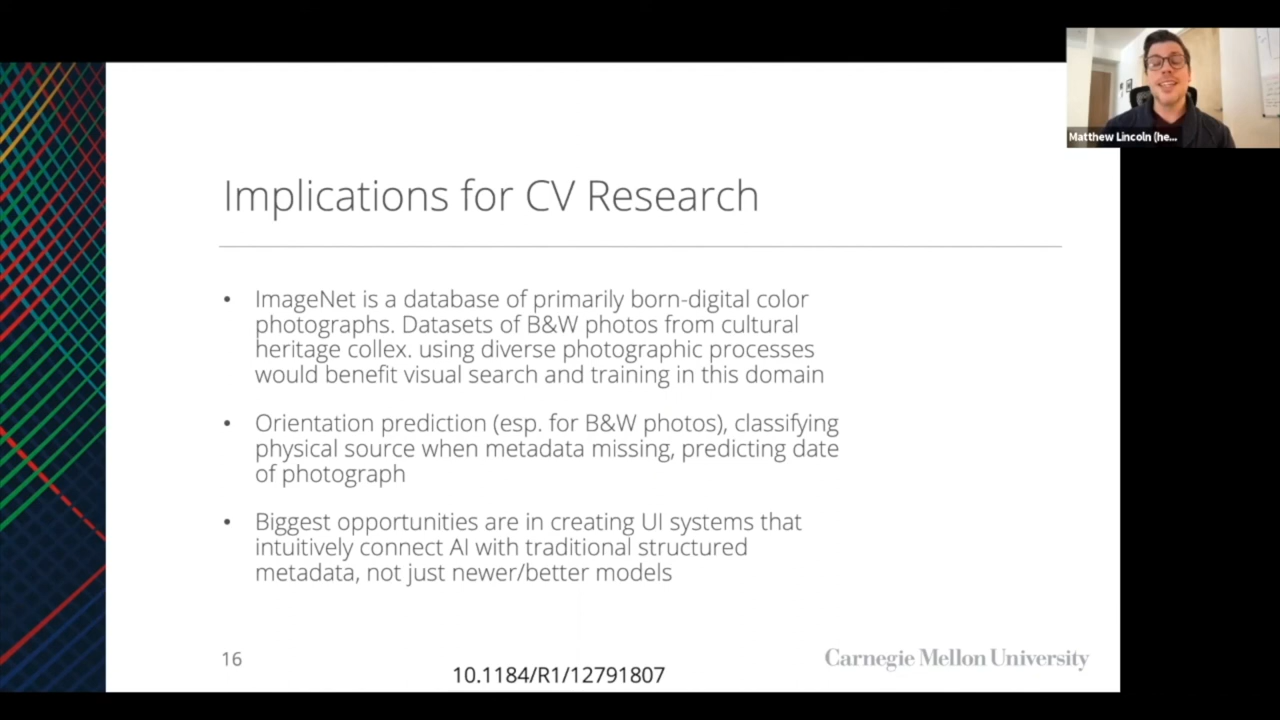 Matthew Lincoln (he...
Implications for CV Research
• ImageNet is a database of primarily born-digital color
photographs. Datasets of B&W photos from cultural
heritage collex. using diverse photographic processes
would benefit visual search and training in this domain
• Orientation prediction (esp. for B&W photos), classifying
physical source when metadata missing, predicting date
of photograph
• Biggest opportunities are in creating UI systems that
intuitively connect AI with traditional structured
metadata, not just newer/better models
16
Carnegie Mellon University
10.1184/R1/12791807